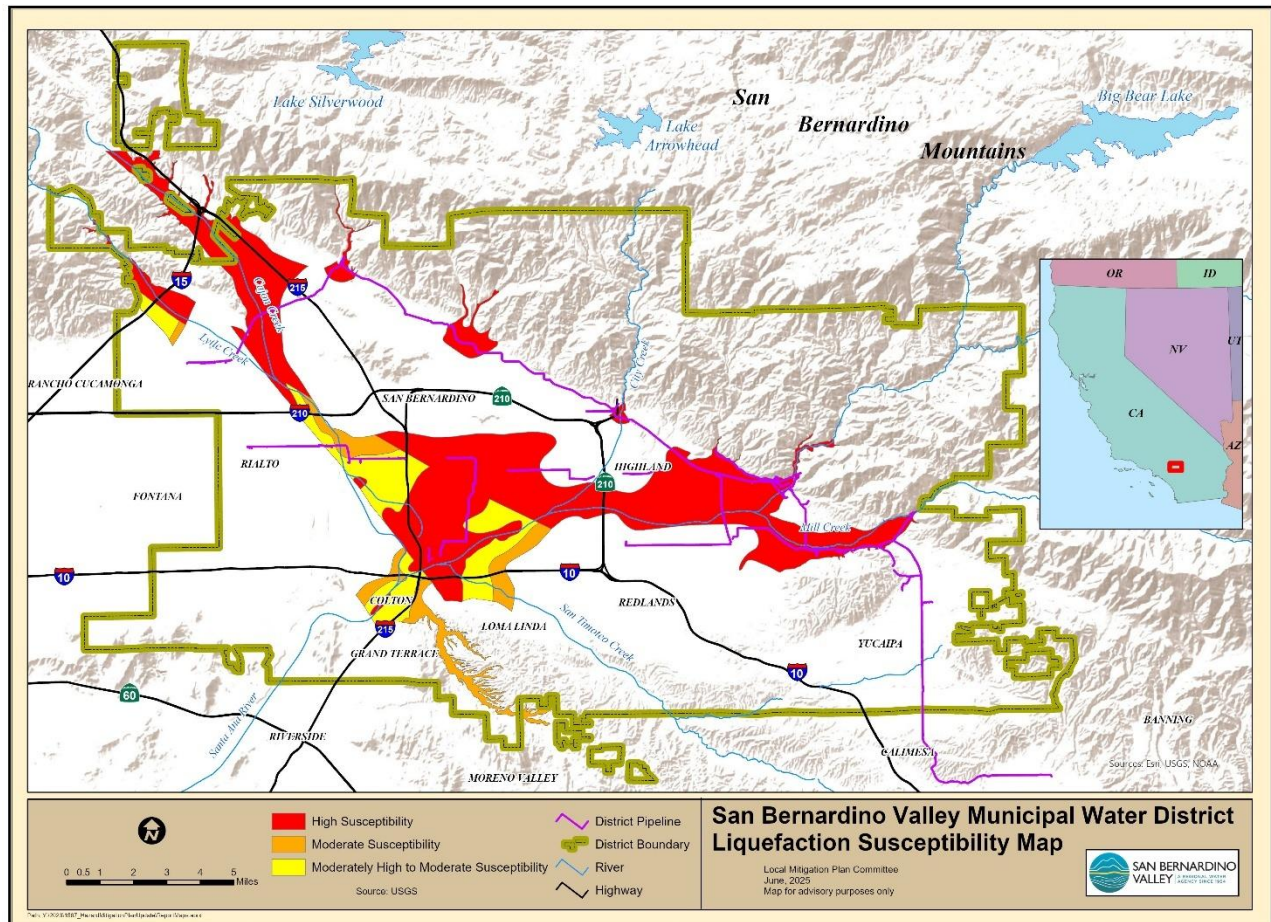 Lake Silverwood
Lake
Arrowhead
San
Bernardino
Mountains
Big Bear Lake
OR
ID
NV
UT
CA
AZ
15
215
Cajon Creek
Lytle Creek
City Creek
RANCHO CUCAMONGA
210
SAN BERNARDINO
210
RIALTO
HIGHLAND
210
FONTANA
Mill Creek
10
10
COLTON
REDLANDS
LOMA LINDA
San Timoteo Creek
215
GRAND TERRACE
YUCAIPA
10
60
Santa Ana River
RIVERSIDE
BANNING
CALIMESA
MORENO VALLEY
Sources: Esri, USGS, NOAA
N
0 0.5 1 2 3 4 5
Miles
High Susceptibility
Moderate Susceptibility
Moderately High to Moderate Susceptibility
Source: USGS
District Pipeline
District Boundary
River
Highway
San Bernardino Valley Municipal Water District
Liquefaction Susceptibility Map
Local Mitigation Plan Committee
June, 2025
Map for advisory purposes only
SAN BERNARDINO
VALLEY
A REGIONAL WATER
AGENCY SINCE 1954